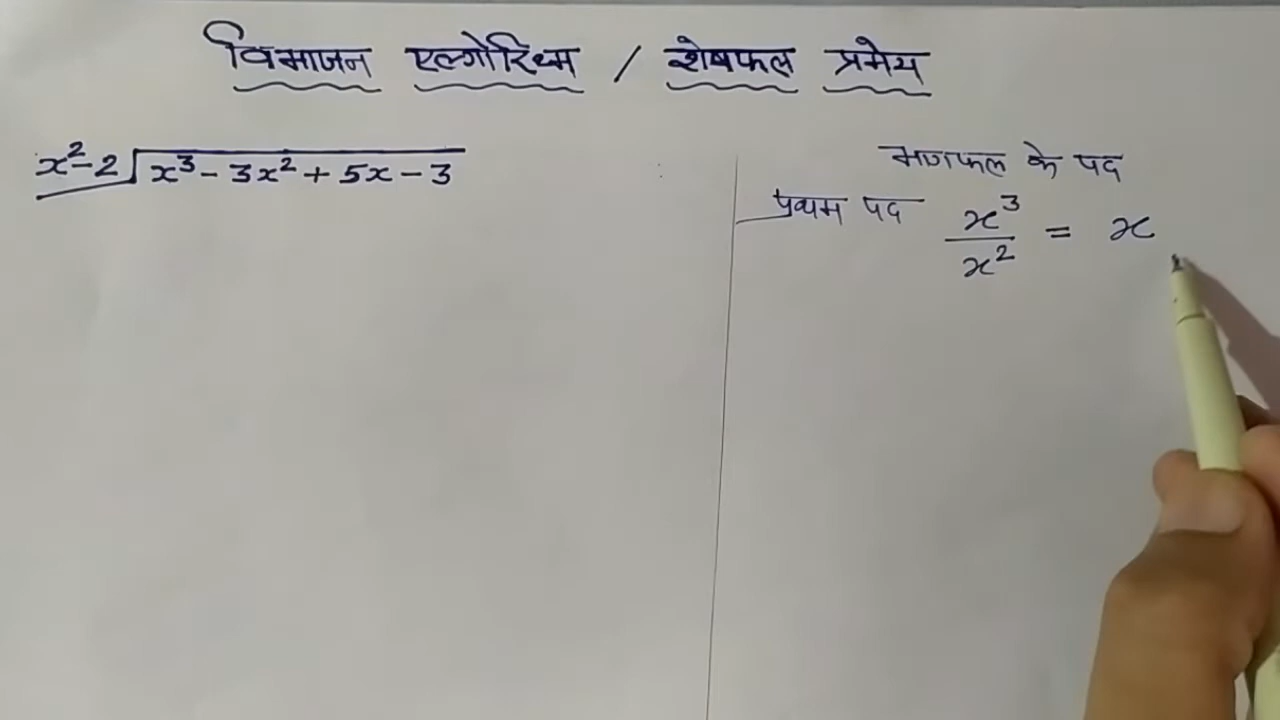 विभाजन एल्गोरिथ्म / शेषफल प्रमेय
x²-2 x³ - 3x² + 5x - 3
भागफल के पद
प्रथम पद x³/x² = x